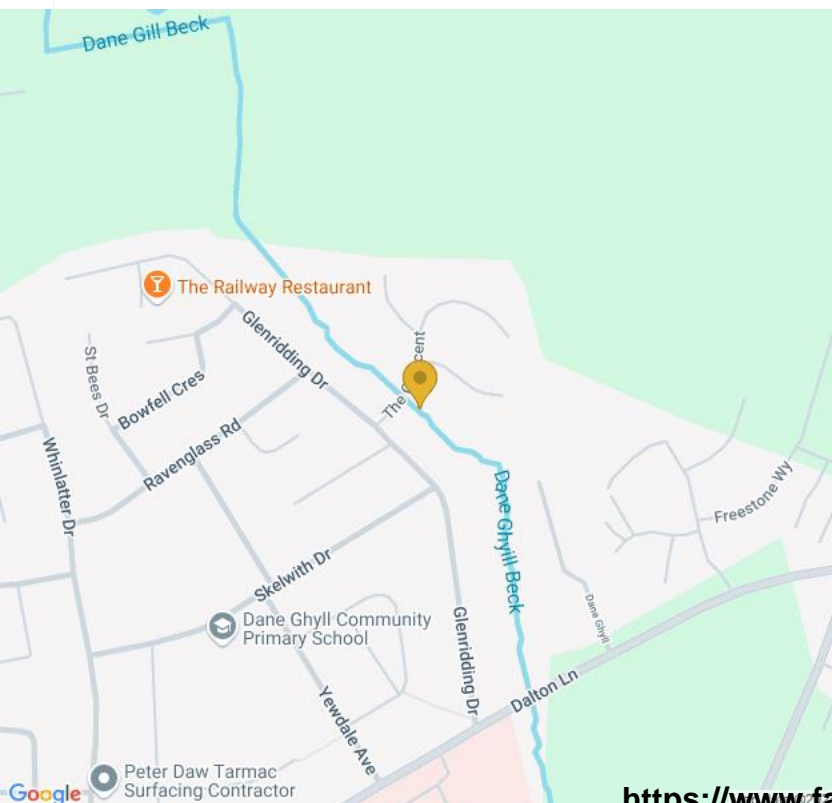 Dane Gill Beck
The Railway Restaurant
Glenridding Dr
St Bees Dr
Bowfell Cres
Ravenglass Rd
Whinlatter Dr
Skelwith Dr
Dane Ghyill Beck
Freestone Wy
Dane Ghyll
Dane Ghyll Community
Primary School
Glenridding Dr
Dalton Ln
Yewdale Ave
Peter Daw Tarmac
Surfacing Contractor
Google